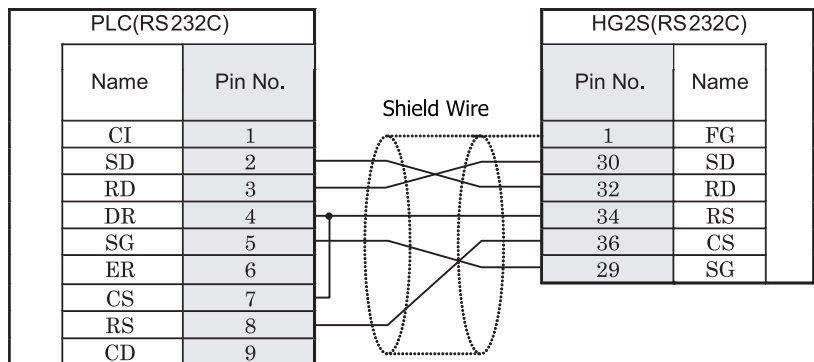 PLC(RS232C)
HG2S(RS232C)
Name Pin No.
Pin No. Name
Shield Wire
CI 1
SD 2
RD 3
DR 4
SG 5
ER 6
CS 7
RS 8
CD 9
1 FG
30 SD
32 RD
34 RS
36 CS
29 SG